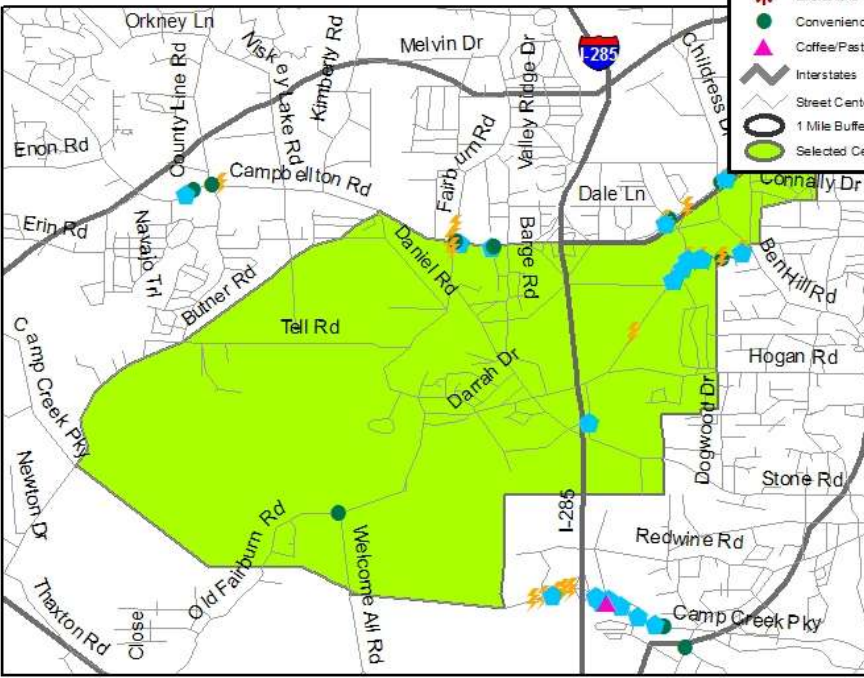 Orkney Ln
Niskey Lake Rd
Kimberly Rd
Melvin Dr
Valley Ridge Dr
I-285
Childress
Coffee/Past
Interstates
Street Cent
1 Mile Buffe
Selected Ce
County Line Rd
Enon Rd
Campbellton Rd
Fairburn Rd
Dale Ln
Connally Dr
Erin Rd
Navajo Trl
Butner Rd
Daniel Rd
Barge Rd
Ben Hill Rd
Tell Rd
Camp Creek Pky
Darrah Dr
Hogan Rd
Dogwood Dr
Newton Dr
Stone Rd
I-285
Old Fairburn Rd
Welcome All Rd
Redwine Rd
Thaxton Rd
Close
Camp Creek Pky